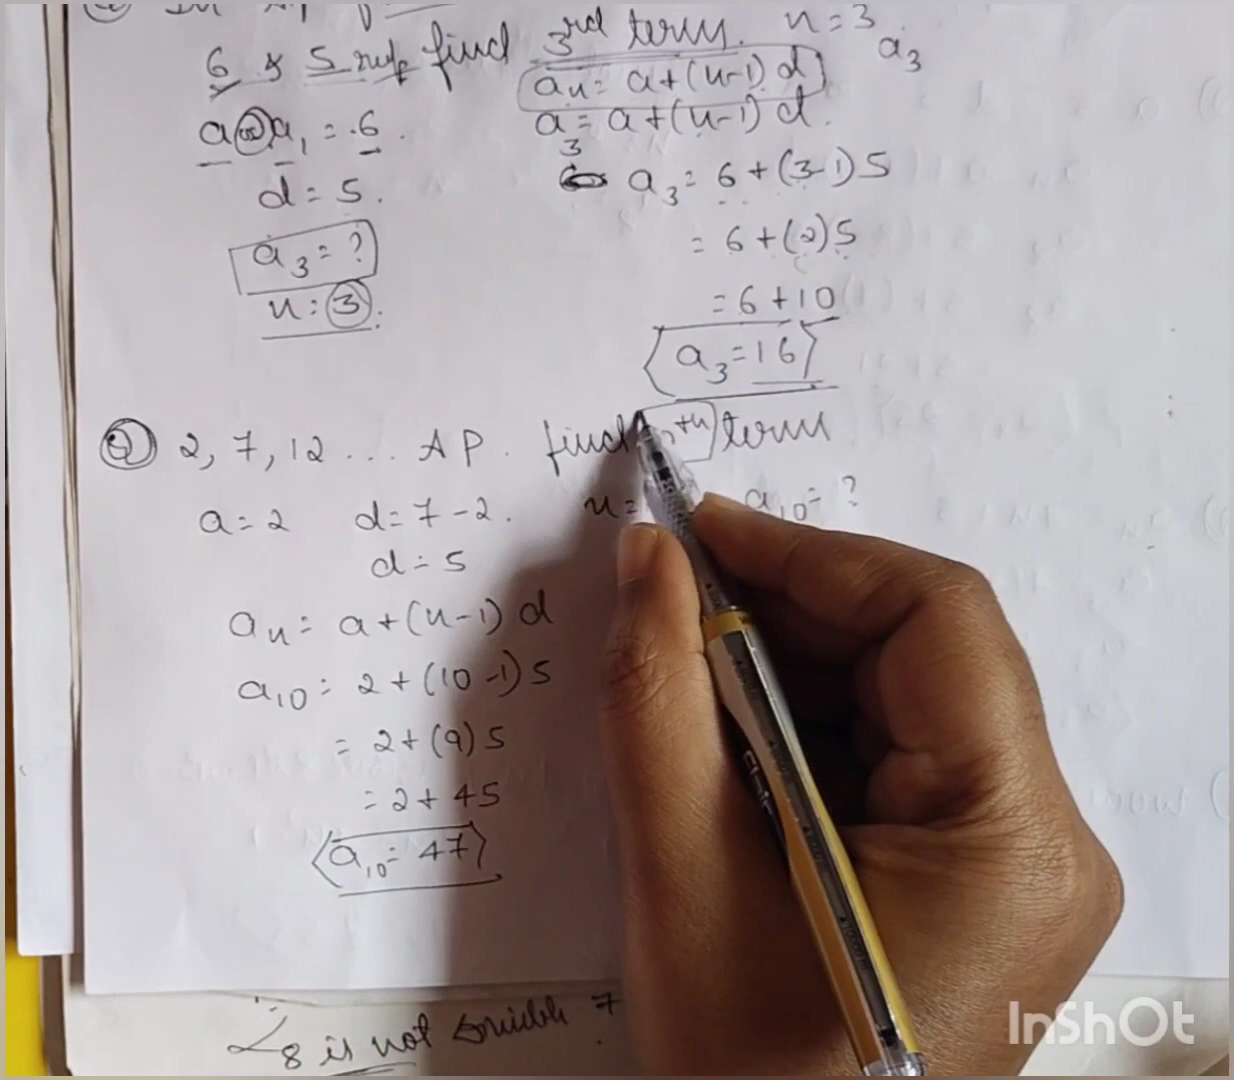 6 & 5 find 3rd term. n=3
a₃
aₙ = a+(n-1)d
a a₁ = 6.
a₃ = a+(n-1)d.
d = 5.
a₃ = 6+(3-1)5
a₃ = ?
= 6+(2)5
n = 3.
= 6+10
a₃ = 16
Q) 2, 7, 12 ... AP. find term
a = 2 d = 7-2. n = a₁₀ = ?
d = 5
aₙ = a+(n-1)d
a₁₀ = 2+(10-1)5
= 2+(9)5
= 2+45
a₁₀ = 47
8 is not 7
InShOt